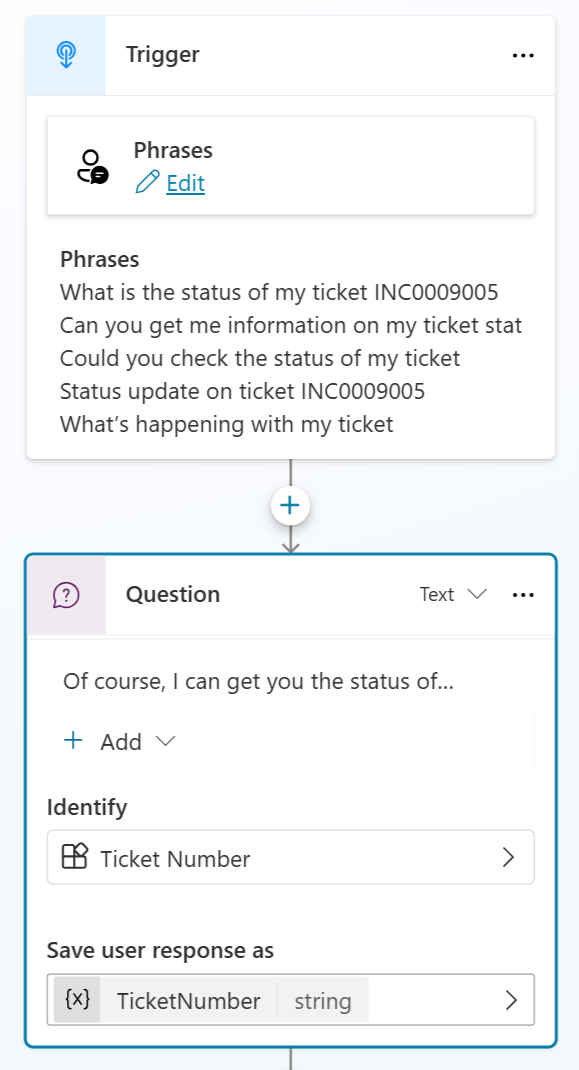 Trigger
Phrases
Edit
Phrases
What is the status of my ticket INC0009005
Can you get me information on my ticket stat
Could you check the status of my ticket
Status update on ticket INC0009005
What’s happening with my ticket
Question
Text
Of course, I can get you the status of...
Add
Identify
Ticket Number
Save user response as
{x} TicketNumber string